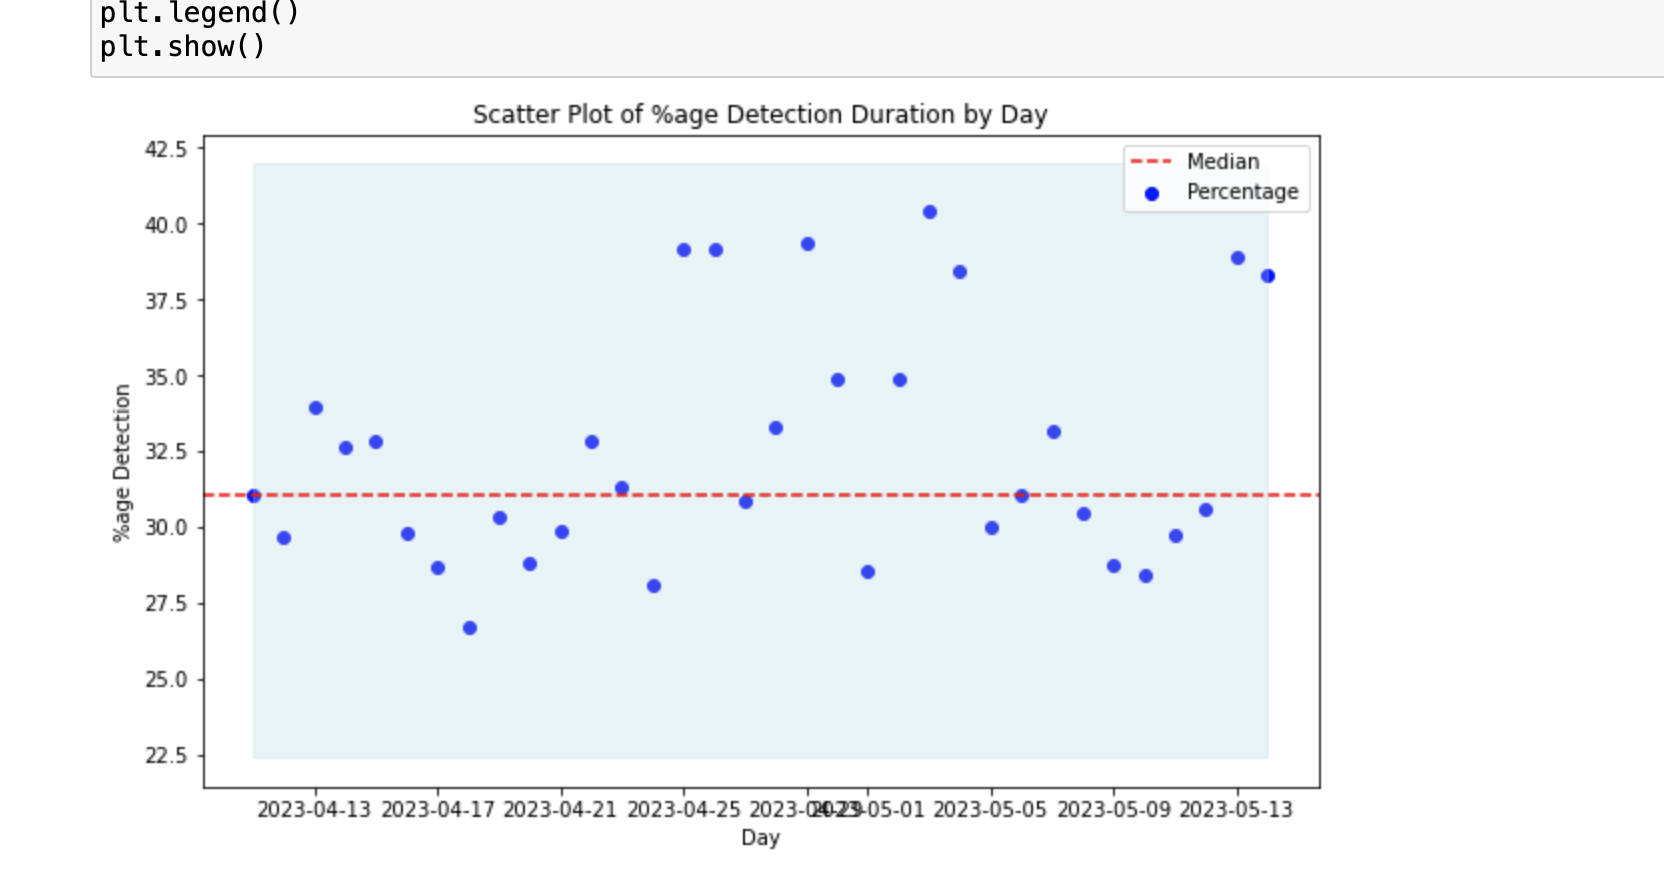 plt.legend()
plt.show()
Scatter Plot of %age Detection Duration by Day
Median
Percentage
42.5
40.0
37.5
35.0
32.5
30.0
27.5
25.0
22.5
%age Detection
2023-04-13 2023-04-17 2023-04-21 2023-04-25 2023-04-29 2023-05-01 2023-05-05 2023-05-09 2023-05-13
Day